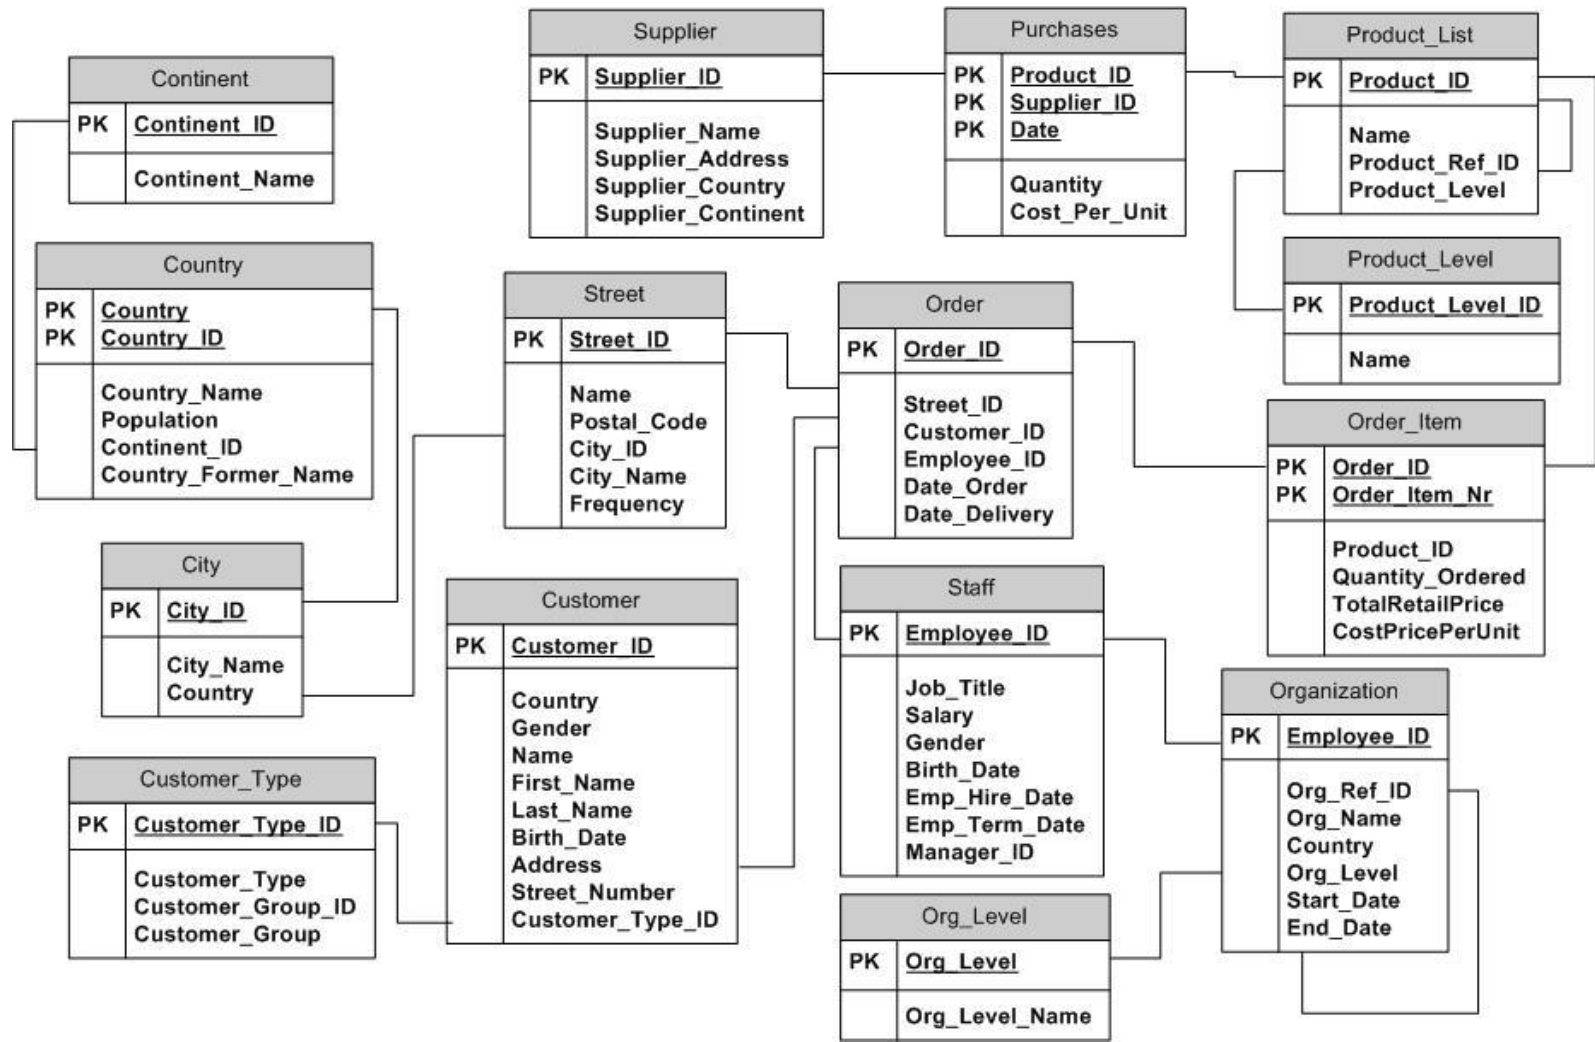 Continent
PK Continent_ID
Continent_Name
Supplier
PK Supplier_ID
Supplier_Name
Supplier_Address
Supplier_Country
Supplier_Continent
Purchases
PK Product_ID
PK Supplier_ID
PK Date
Quantity
Cost_Per_Unit
Product_List
PK Product_ID
Name
Product_Ref_ID
Product_Level
Country
PK Country
PK Country_ID
Country_Name
Population
Continent_ID
Country_Former_Name
Street
PK Street_ID
Name
Postal_Code
City_ID
City_Name
Frequency
Order
PK Order_ID
Street_ID
Customer_ID
Employee_ID
Date_Order
Date_Delivery
Product_Level
PK Product_Level_ID
Name
Order_Item
PK Order_ID
PK Order_Item_Nr
Product_ID
Quantity_Ordered
TotalRetailPrice
CostPricePerUnit
City
PK City_ID
City_Name
Country
Customer
PK Customer_ID
Country
Gender
Name
First_Name
Last_Name
Birth_Date
Address
Street_Number
Customer_Type_ID
Staff
PK Employee_ID
Job_Title
Salary
Gender
Birth_Date
Emp_Hire_Date
Emp_Term_Date
Manager_ID
Organization
PK Employee_ID
Org_Ref_ID
Org_Name
Country
Org_Level
Start_Date
End_Date
Customer_Type
PK Customer_Type_ID
Customer_Type
Customer_Group_ID
Customer_Group
Org_Level
PK Org_Level
Org_Level_Name